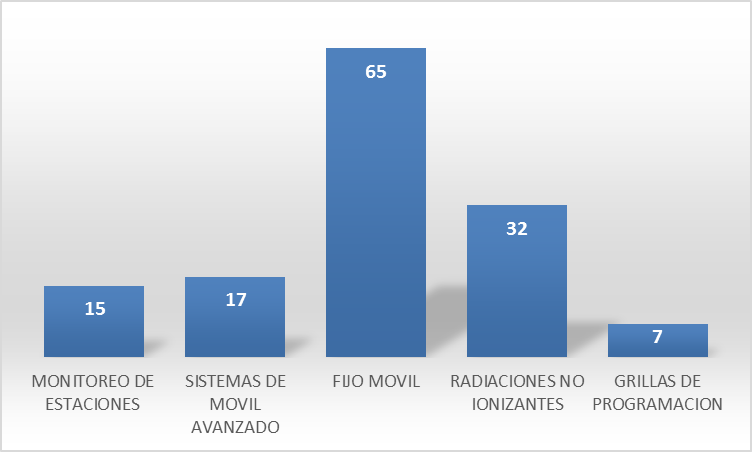 65
32
17
15
7
MONITOREO DE
ESTACIONES
SISTEMAS DE
MOVIL
AVANZADO
FIJO MOVIL
RADIACIONES NO
IONIZANTES
GRILLAS DE
PROGRAMACION